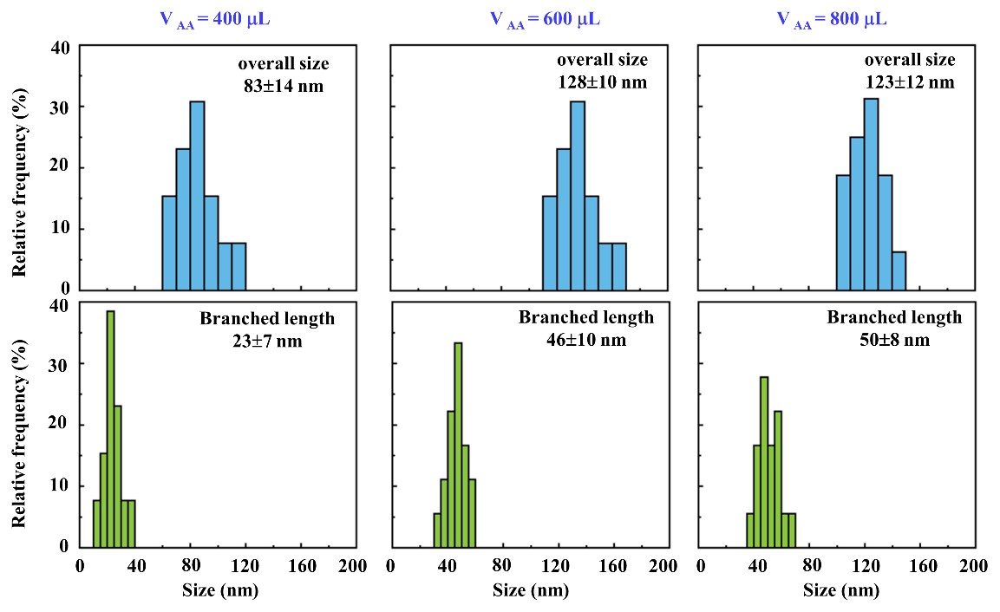 V AA = 400 µL
V AA = 600 µL
V AA = 800 µL
Relative frequency (%)
40
30
20
10
0
overall size
83±14 nm
overall size
128±10 nm
overall size
123±12 nm
Relative frequency (%)
40
30
20
10
0
Branched length
23±7 nm
Branched length
46±10 nm
Branched length
50±8 nm
0 40 80 120 160 200
0 40 80 120 160 200
0 40 80 120 160 200
Size (nm)
Size (nm)
Size (nm)